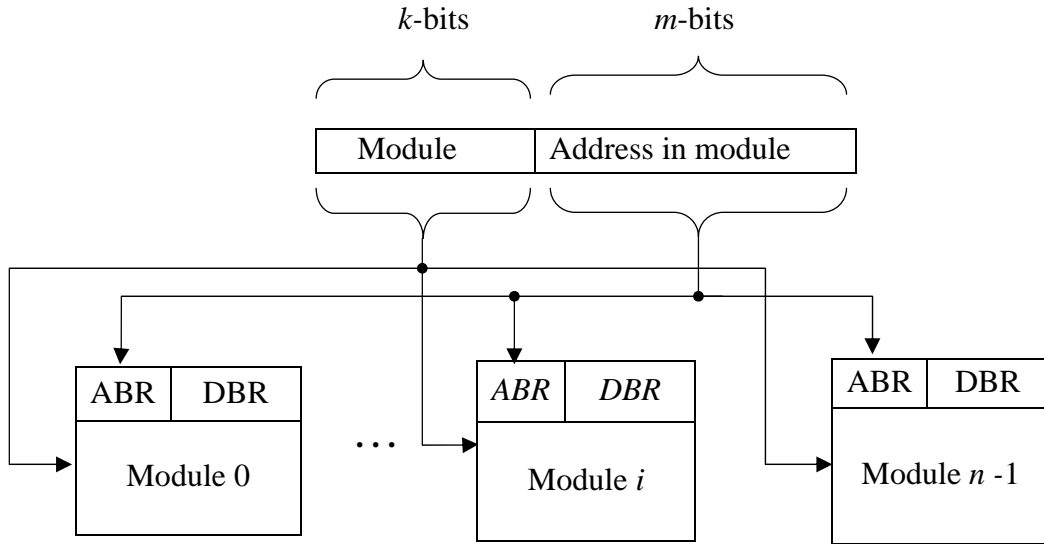 k-bits m-bits
Module Address in module
ABR DBR ABR DBR ABR DBR
...
Module 0 Module i Module n -1